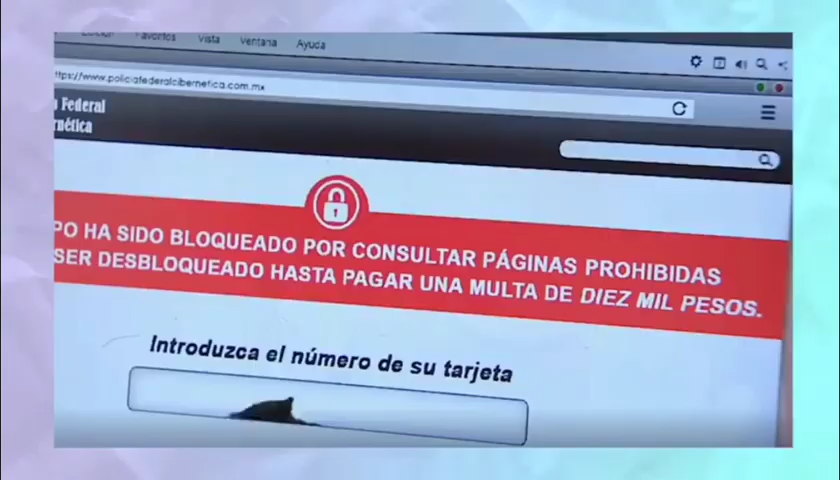 Favoritos Vista Ventana Ayuda
ttps://www.policiafederalcibernetica.com.mx
Federal
rnética
PO HA SIDO BLOQUEADO POR CONSULTAR PÁGINAS PROHIBIDAS
SER DESBLOQUEADO HASTA PAGAR UNA MULTA DE DIEZ MIL PESOS.
Introduzca el número de su tarjeta